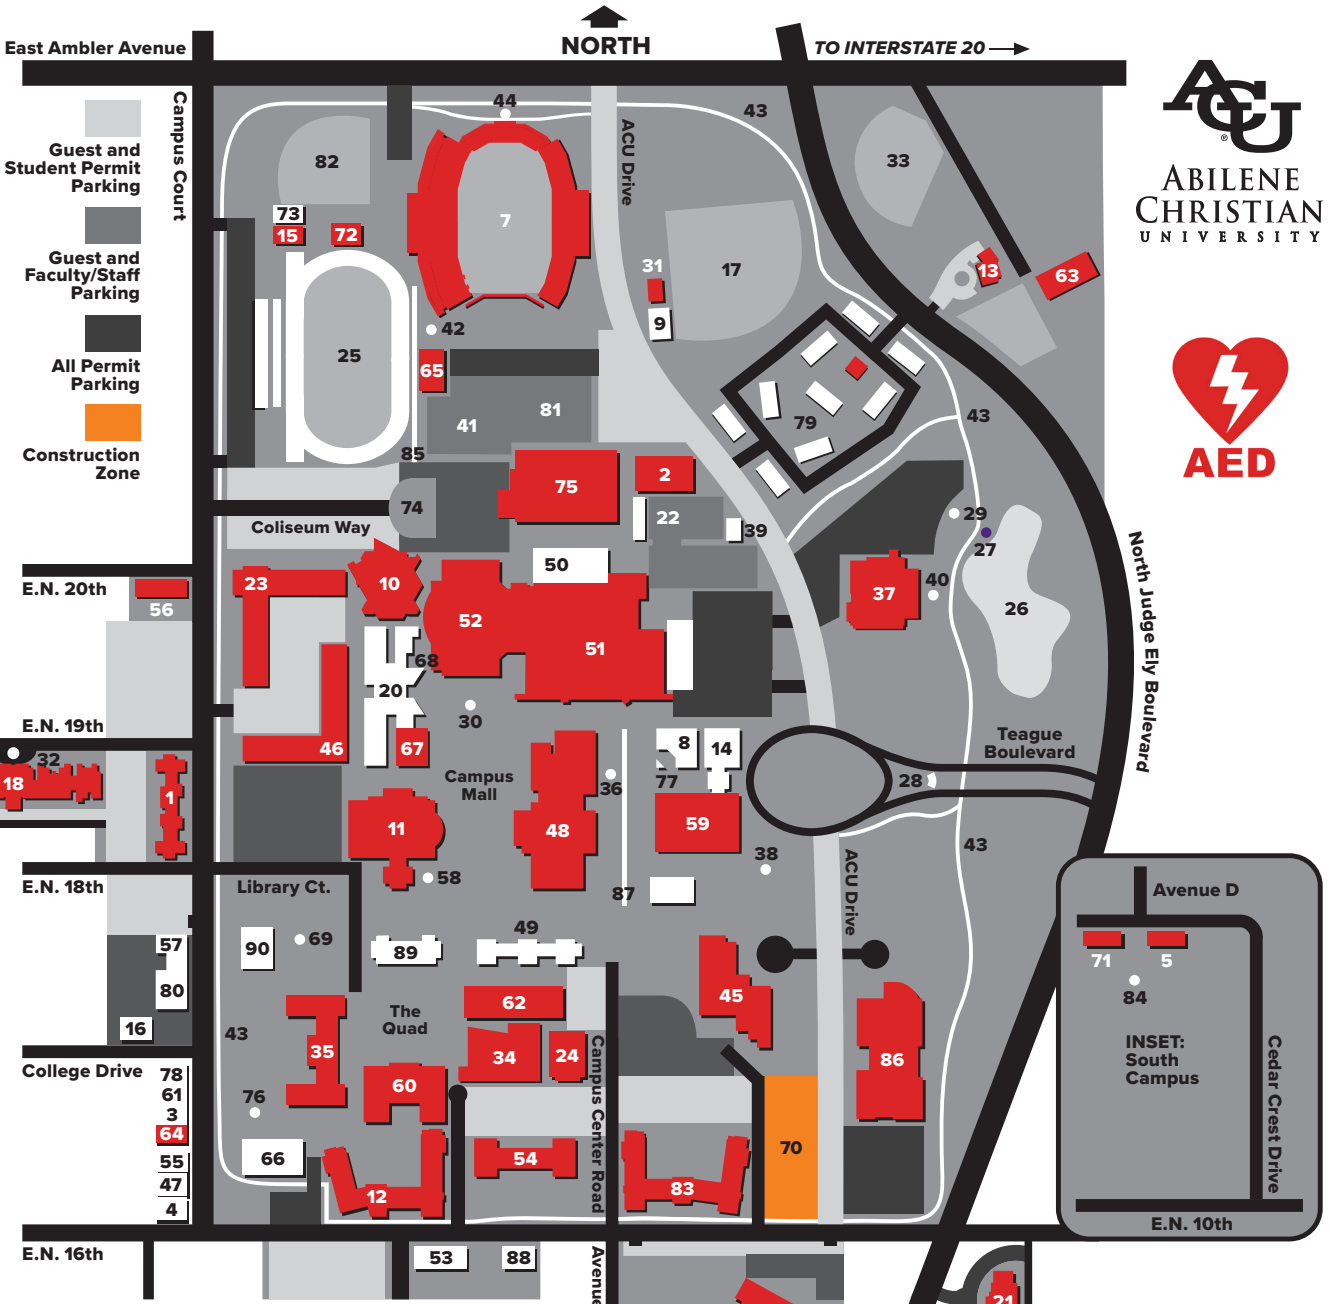 East Ambler Avenue
NORTH
TO INTERSTATE 20
ACU
®
ABILENE
CHRISTIAN
UNIVERSITY
AED
Guest and
Student Permit
Parking
Guest and
Faculty/Staff
Parking
All Permit
Parking
Construction
Zone
Campus Court
44
43
ACU Drive
82
33
7
73
15
72
31
17
13
63
9
42
25
65
79
43
41
81
85
75
2
74
22
39
Coliseum Way
29
27
50
E.N. 20th
56
23
10
52
51
37
40
26
North Judge Ely Boulevard
68
20
30
E.N. 19th
46
67
8
14
Teague
Boulevard
32
18
1
Campus
Mall
36
77
28
11
48
59
43
38
ACU Drive
E.N. 18th
Library Ct.
58
87
57
80
16
90
69
89
49
45
62
The
Quad
43
35
34
24
Campus Center Road
86
College Drive
78
61
3
64
55
47
4
76
60
66
12
54
83
70
E.N. 16th
53
88
Avenue
21
Avenue D
71
5
84
INSET:
South
Campus
Cedar Crest Drive
E.N. 10th